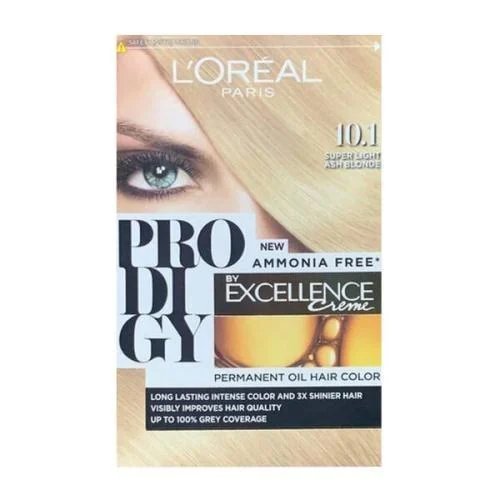 L'ORÉAL
PARIS
10.1
SUPER LIGHT
ASH BLONDE
PRO
DI
GY
NEW
AMMONIA FREE*
BY
EXCELLENCE
Creme
PERMANENT OIL HAIR COLOR
LONG LASTING INTENSE COLOR AND 3X SHINIER HAIR
VISIBLY IMPROVES HAIR QUALITY
UP TO 100% GREY COVERAGE